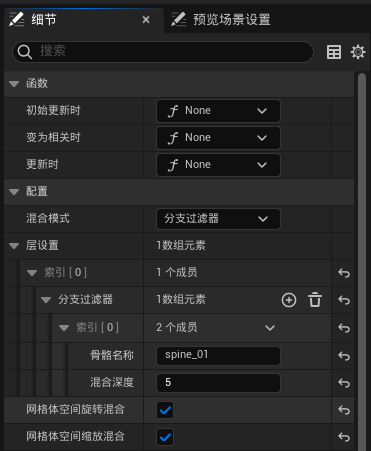 细节 预览场景设置
搜索
函数
初始更新时 None
变为相关时 None
更新时 None
配置
混合模式 分支过滤器
层设置 1数组元素
索引 [ 0 ] 1 个成员
分支过滤器 1数组元素
索引 [ 0 ] 2 个成员
骨骼名称 spine_01
混合深度 5
网格体空间旋转混合
网格体空间缩放混合